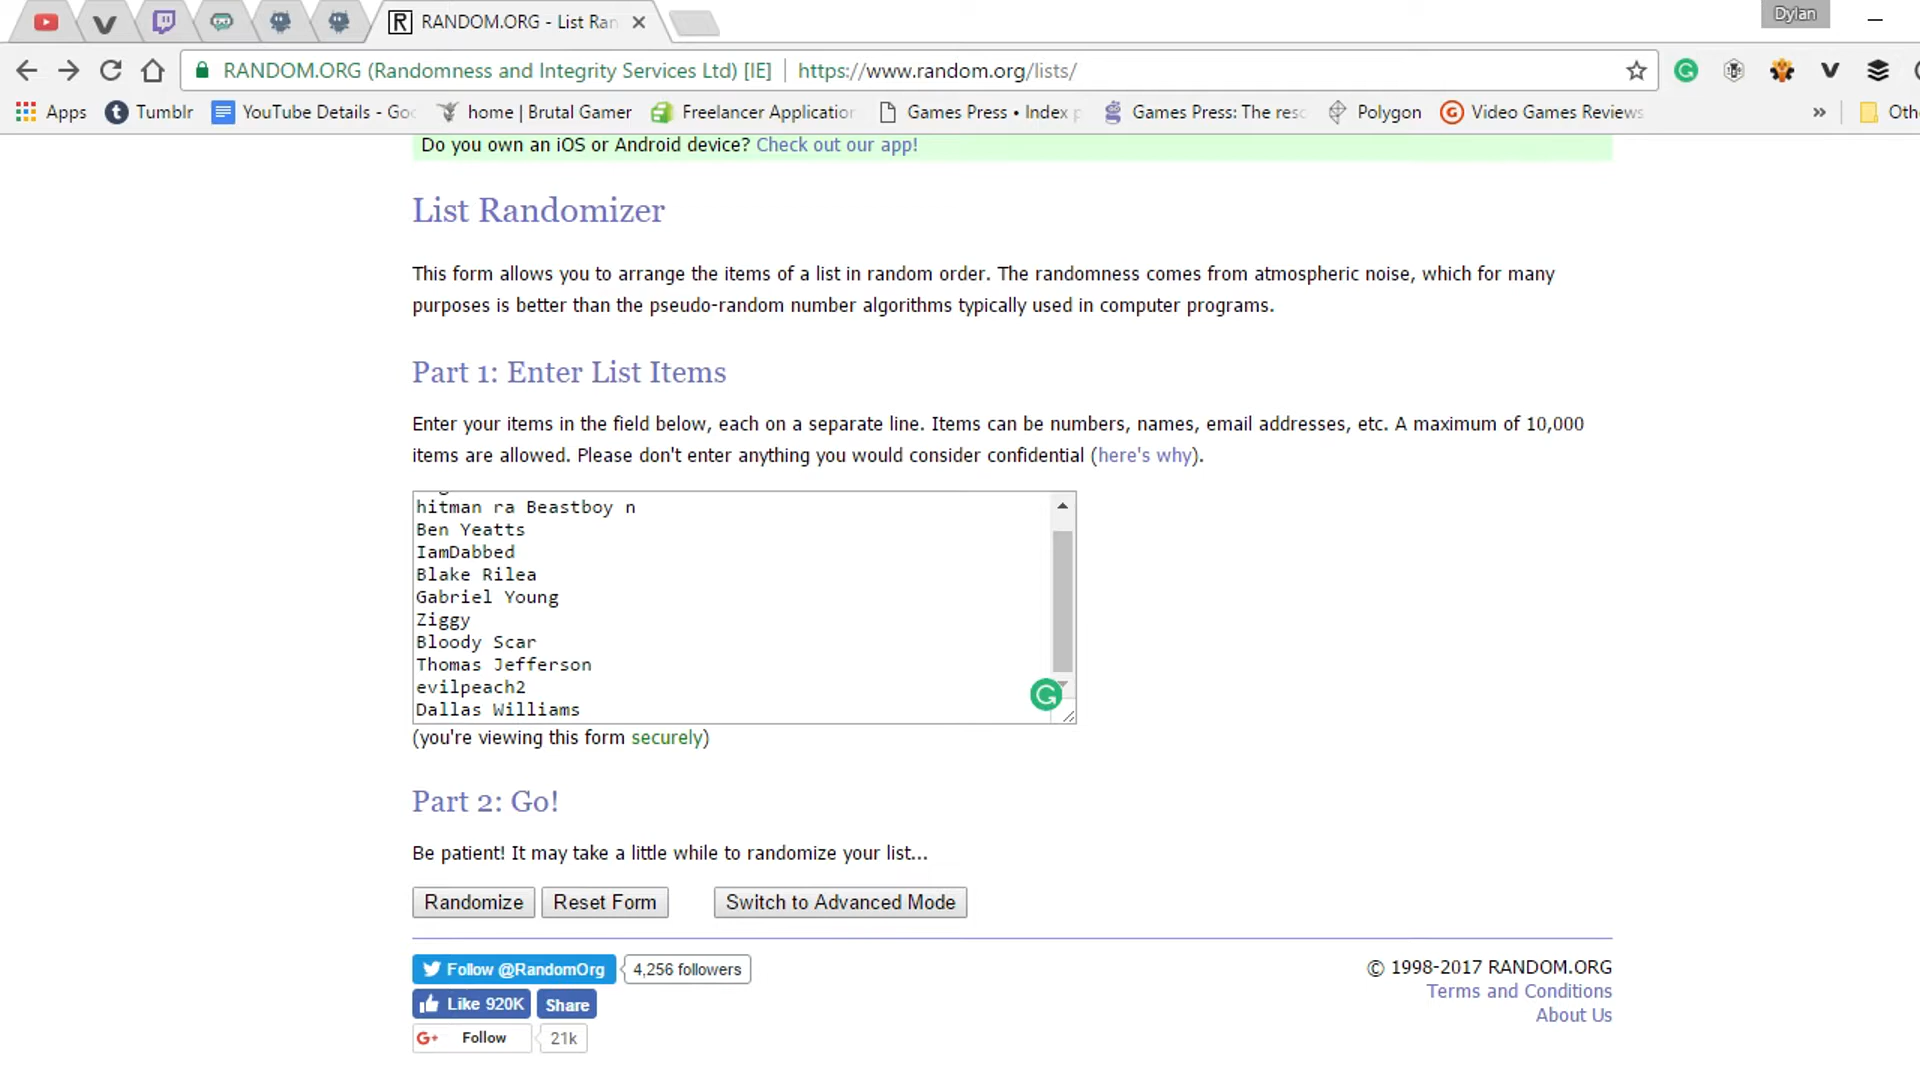 RANDOM.ORG - List Ran
Dylan
RANDOM.ORG (Randomness and Integrity Services Ltd) [IE] https://www.random.org/lists/
Apps Tumblr YouTube Details - Goo home | Brutal Gamer Freelancer Application Games Press • Index p Games Press: The reso Polygon Video Games Reviews » Oth
Do you own an iOS or Android device? Check out our app!
List Randomizer
This form allows you to arrange the items of a list in random order. The randomness comes from atmospheric noise, which for many
purposes is better than the pseudo-random number algorithms typically used in computer programs.
Part 1: Enter List Items
Enter your items in the field below, each on a separate line. Items can be numbers, names, email addresses, etc. A maximum of 10,000
items are allowed. Please don't enter anything you would consider confidential (here's why).
hitman ra Beastboy n
Ben Yeatts
IamDabbed
Blake Rilea
Gabriel Young
Ziggy
Bloody Scar
Thomas Jefferson
evilpeach2
Dallas Williams
(you're viewing this form securely)
Part 2: Go!
Be patient! It may take a little while to randomize your list...
Randomize Reset Form Switch to Advanced Mode
Follow @RandomOrg 4,256 followers
Like 920K Share
G+ Follow 21k
© 1998-2017 RANDOM.ORG
Terms and Conditions
About Us